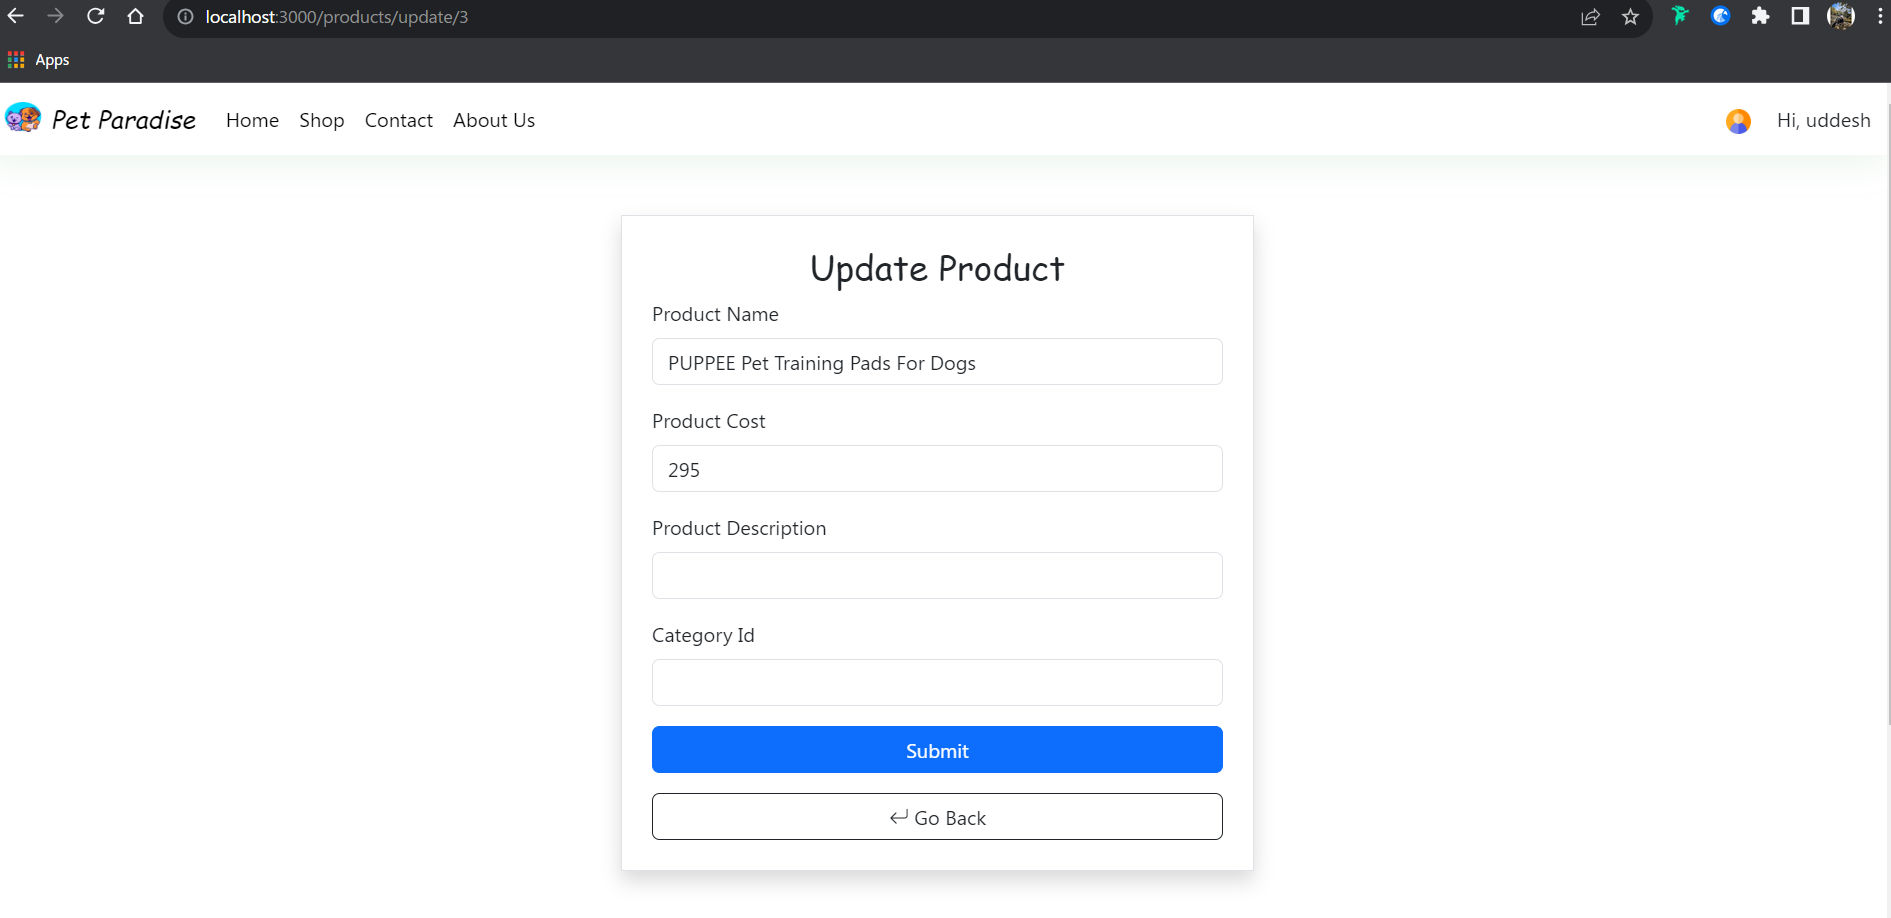 localhost:3000/products/update/3
Apps
Pet Paradise Home Shop Contact About Us Hi, uddesh
Update Product
Product Name
PUPPEE Pet Training Pads For Dogs
Product Cost
295
Product Description
Category Id
Submit
Go Back